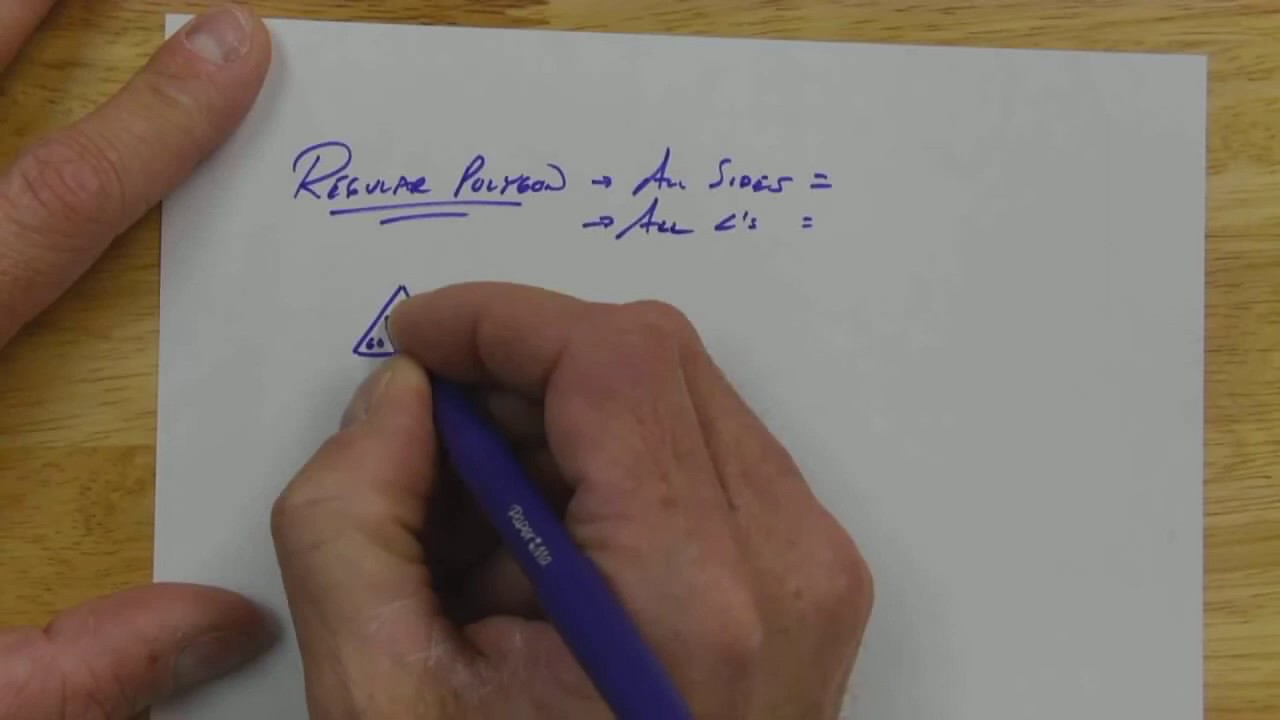 REGULAR POLYGON → ALL SIDES =
→ ALL ∠'s =
60
PaperMate